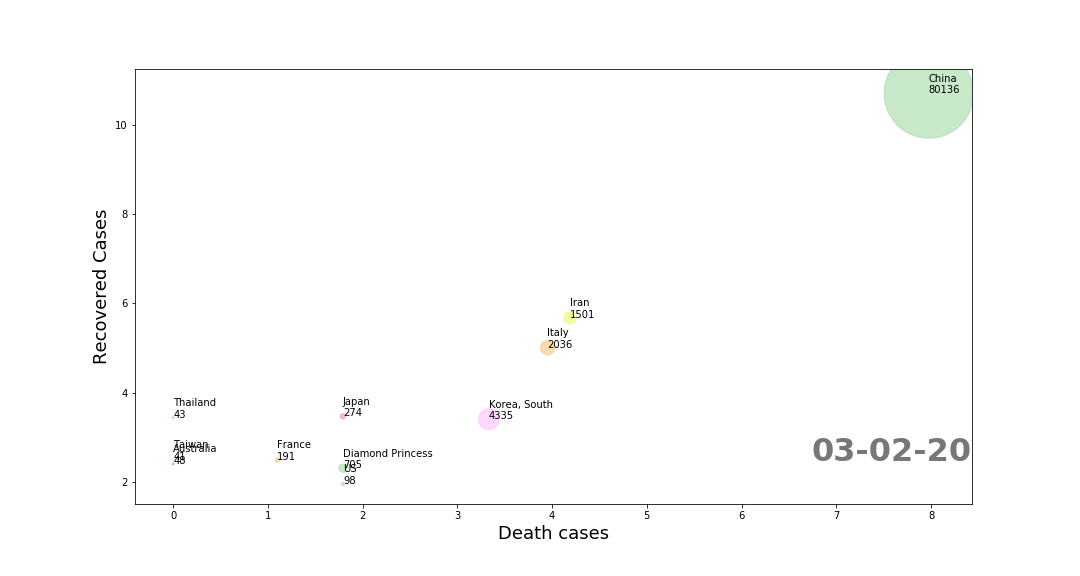 China
80136
10
8
Recovered Cases
6
Iran
1501
Italy
2036
4
Thailand
43
Japan
274
Korea, South
4335
Taiwan
41
Australia
48
France
191
Diamond Princess
705
US
98
03-02-20
2
0 1 2 3 4 5 6 7 8
Death cases